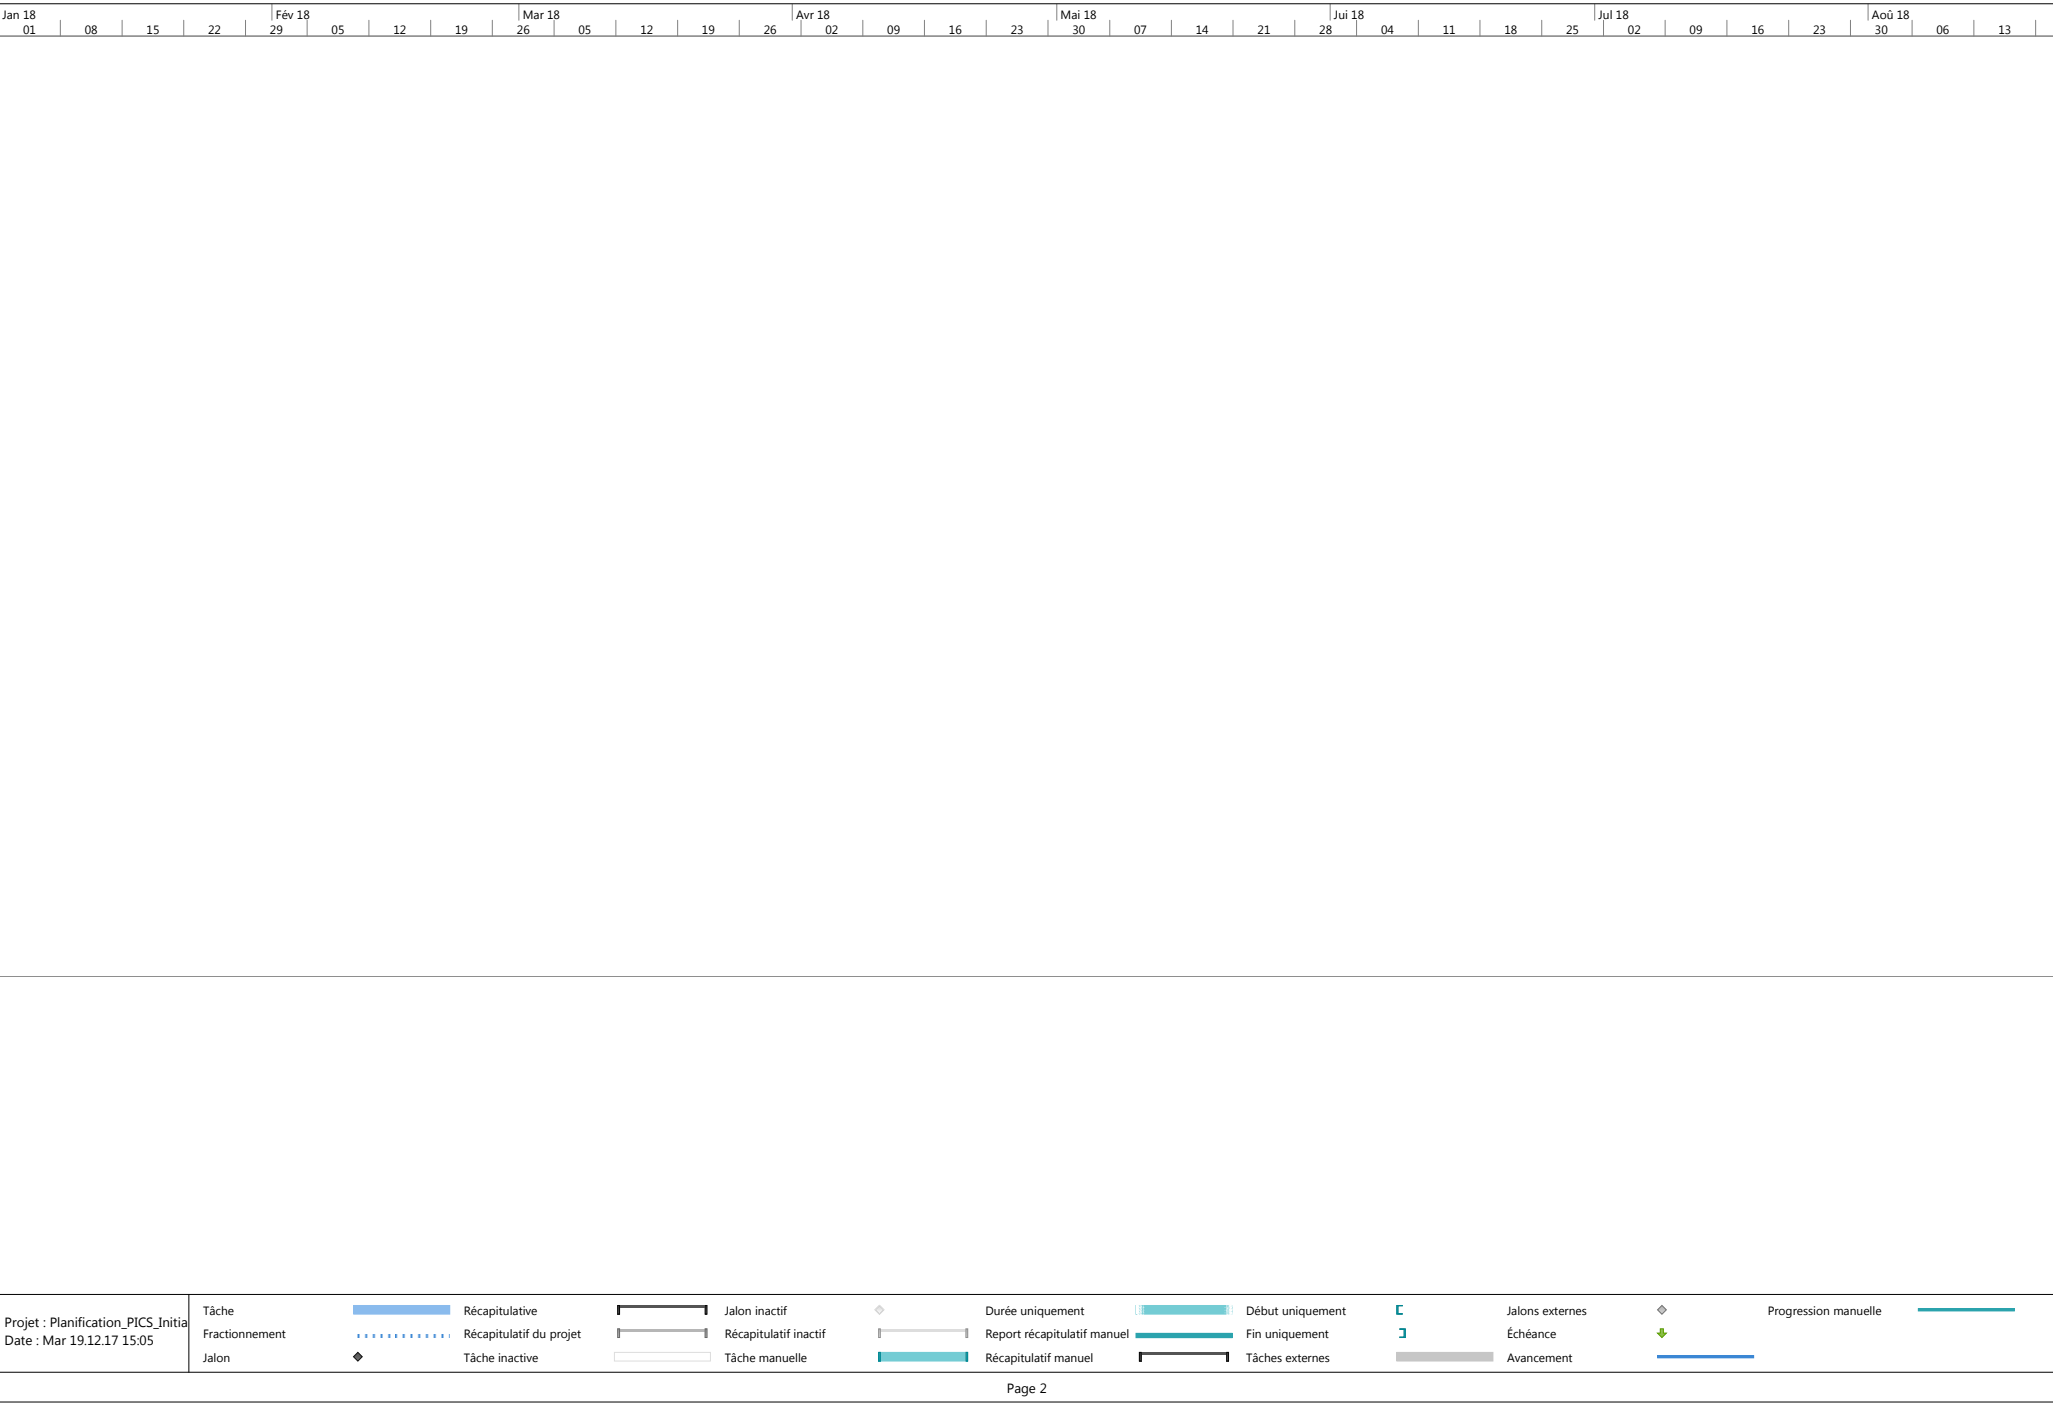 Jan 18 Fév 18 Mar 18 Avr 18 Mai 18 Jui 18 Jul 18 Aoû 18
01 08 15 22 29 05 12 19 26 05 12 19 26 02 09 16 23 30 07 14 21 28 04 11 18 25 02 09 16 23 30 06 13
Projet : Planification_PICS_Initia
Date : Mar 19.12.17 15:05
Tâche
Fractionnement
Jalon
Récapitulative
Récapitulatif du projet
Tâche inactive
Jalon inactif
Récapitulatif inactif
Tâche manuelle
Durée uniquement
Report récapitulatif manuel
Récapitulatif manuel
Début uniquement
Fin uniquement
Tâches externes
Jalons externes
Échéance
Avancement
Progression manuelle
Page 2